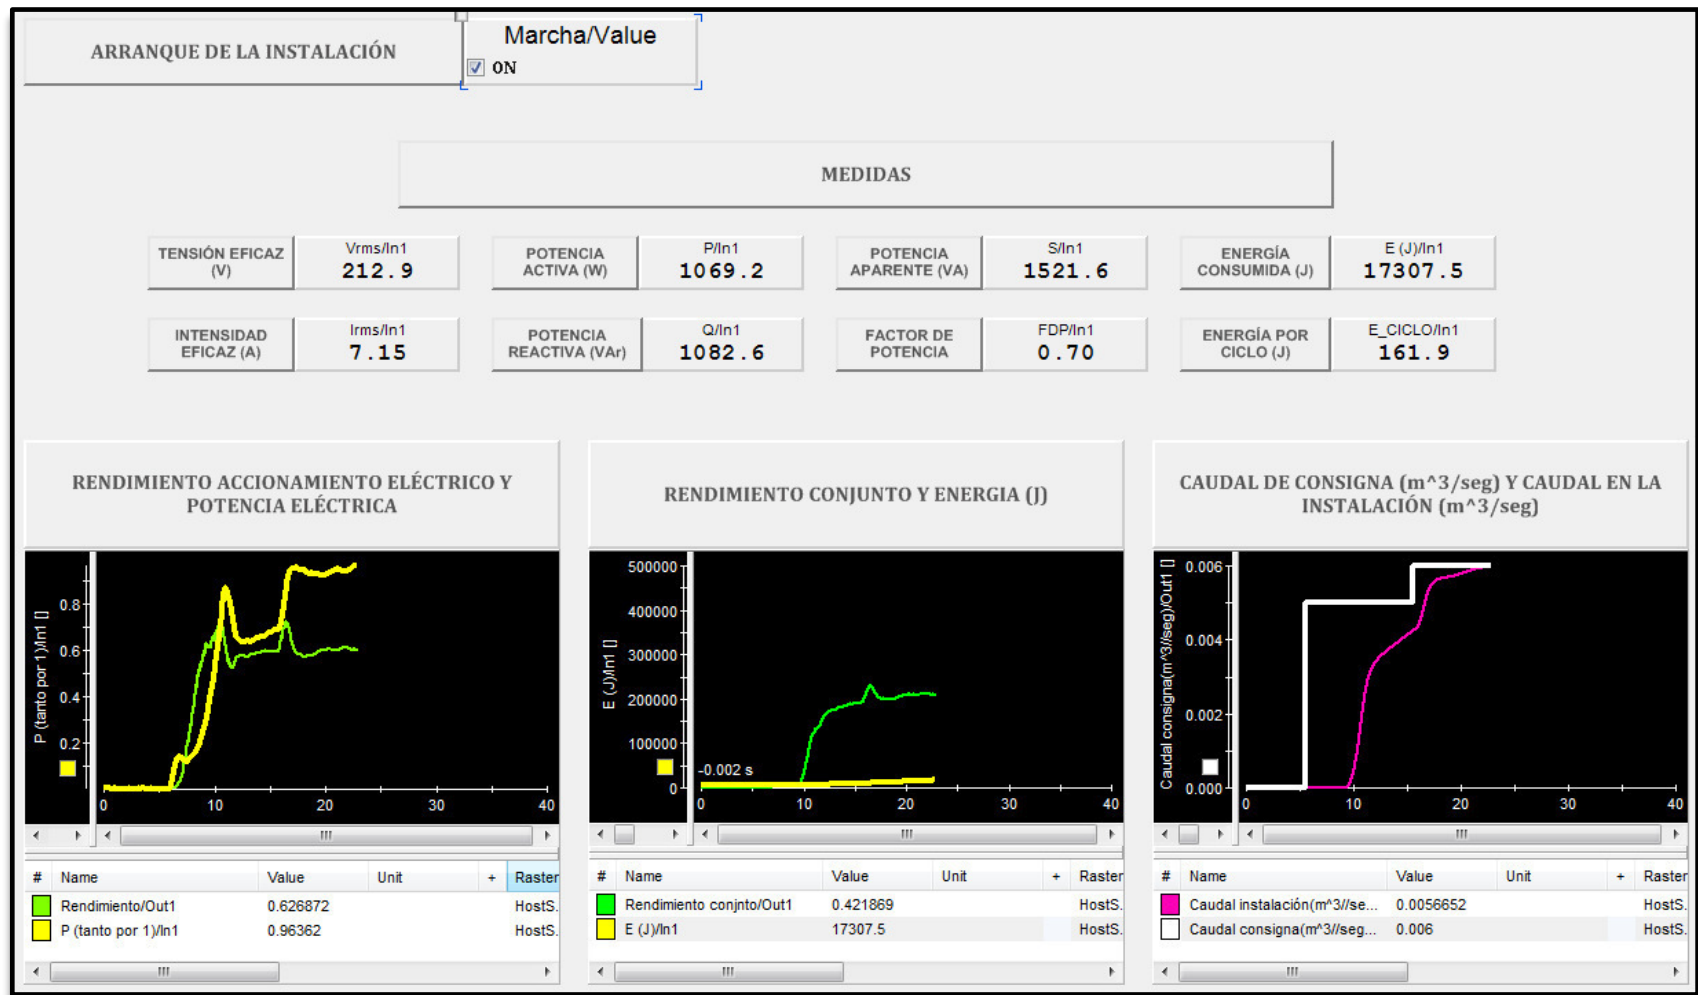 ARRANQUE DE LA INSTALACIÓN
Marcha/Value
ON
MEDIDAS
TENSIÓN EFICAZ
(V)
Vrms/In1
212.9
POTENCIA
ACTIVA (W)
P/In1
1069.2
POTENCIA
APARENTE (VA)
S/In1
1521.6
ENERGÍA
CONSUMIDA (J)
E (J)/In1
17307.5
INTENSIDAD
EFICAZ (A)
Irms/In1
7.15
POTENCIA
REACTIVA (VAr)
Q/In1
1082.6
FACTOR DE
POTENCIA
FDP/In1
0.70
ENERGÍA POR
CICLO (J)
E_CICLO/In1
161.9
RENDIMIENTO ACCIONAMIENTO ELÉCTRICO Y
POTENCIA ELÉCTRICA
P (tanto por 1)/In1 []
0.8
0.6
0.4
0.2
0 10 20 30 40
# Name Value Unit + Raster
Rendimiento/Out1 0.626872 HostS.
P (tanto por 1)/In1 0.96362 HostS.
RENDIMIENTO CONJUNTO Y ENERGIA (J)
E (J)/In1 []
500000
400000
300000
200000
100000
0
-0.002 s
0 10 20 30 40
# Name Value Unit + Raster
Rendimiento conjnto/Out1 0.421869 HostS.
E (J)/In1 17307.5 HostS.
CAUDAL DE CONSIGNA (m^3/seg) Y CAUDAL EN LA
INSTALACIÓN (m^3/seg)
Caudal consigna(m^3//seg)/Out1 []
0.006
0.004
0.002
0.000
0 10 20 30 40
# Name Value Unit + Raster
Caudal instalación(m^3//se... 0.0056652 HostS.
Caudal consigna(m^3//seg... 0.006 HostS.